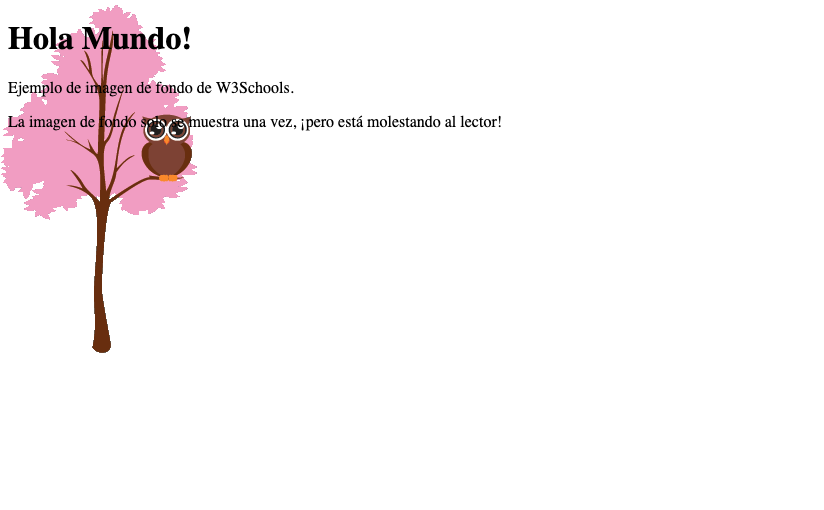 Hola Mundo!
Ejemplo de imagen de fondo de W3Schools.
La imagen de fondo solo se muestra una vez, ¡pero está molestando al lector!